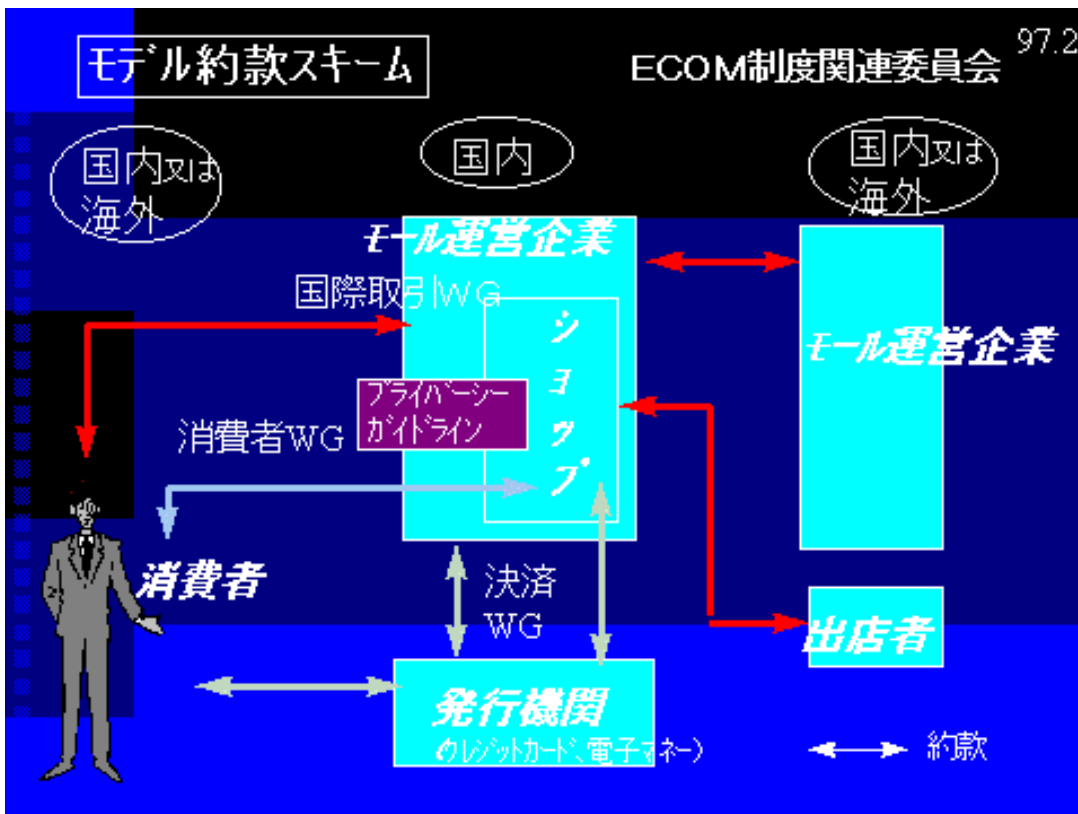 97.2
モデル約款スキーム
ECOM制度関連委員会
国内又は
海外
国内
国内又は
海外
モール運営企業
国際取引WG
ショップ
モール運営企業
プライバーシー
ガイドライン
消費者WG
消費者
決済
WG
出店者
発行機関
(クレジットカード、電子マネー)
約款